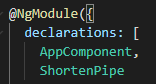 @NgModule({
  declarations: [
    AppComponent,
    ShortenPipe